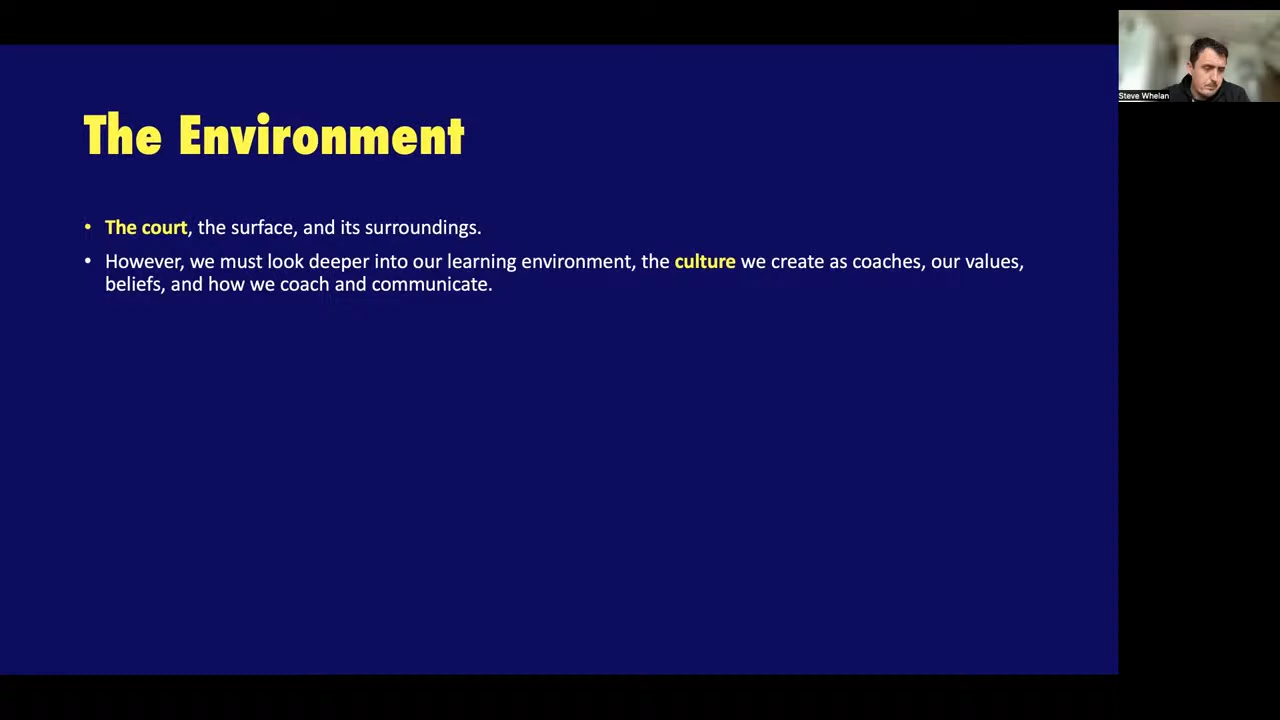 The Environment
• The court, the surface, and its surroundings.
• However, we must look deeper into our learning environment, the culture we create as coaches, our values,
beliefs, and how we coach and communicate.
Steve Whelan